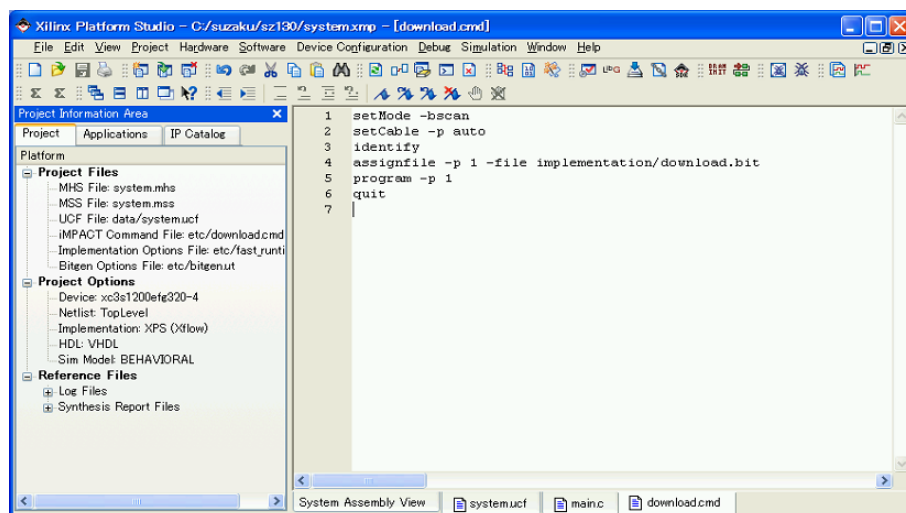 Xilinx Platform Studio - C:/suzaku/sz130/system.xmp - [download.cmd]
File Edit View Project Hardware Software Device Configuration Debug Simulation Window Help
Project Information Area
Project Applications IP Catalog
Platform
Project Files
MHS File: system.mhs
MSS File: system.mss
UCF File: data/system.ucf
iMPACT Command File: etc/download.cmd
Implementation Options File: etc/fast_runti
Bitgen Options File: etc/bitgen.ut
Project Options
Device: xc3s1200efg320-4
Netlist: TopLevel
Implementation: XPS (Xflow)
HDL: VHDL
Sim Model: BEHAVIORAL
Reference Files
Log Files
Synthesis Report Files
1 setMode -bscan
2 setCable -p auto
3 identify
4 assignfile -p 1 -file implementation/download.bit
5 program -p 1
6 quit
7
System Assembly View system.ucf main.c download.cmd